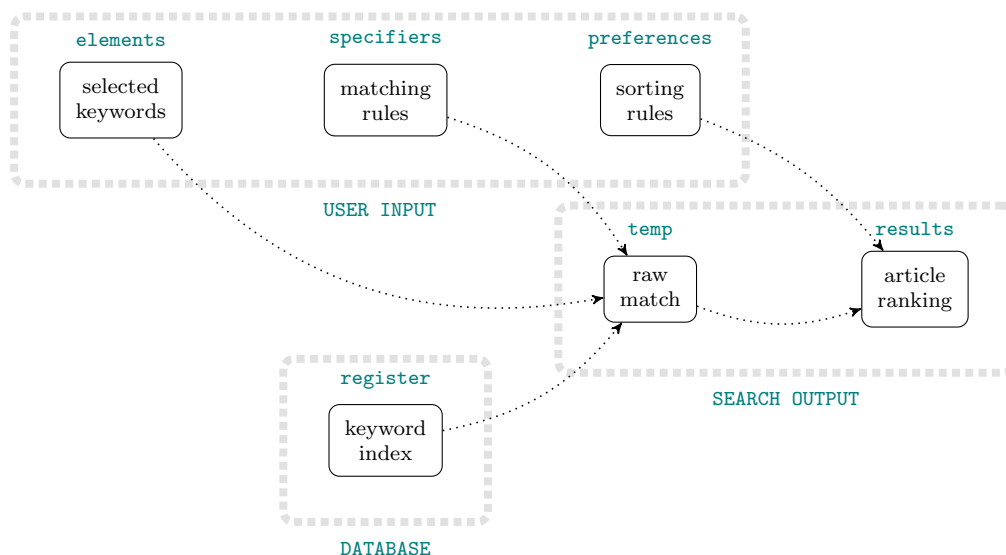 elements
specifiers
preferences
selected
keywords
matching
rules
sorting
rules
USER INPUT
temp
results
raw
match
article
ranking
register
SEARCH OUTPUT
keyword
index
DATABASE